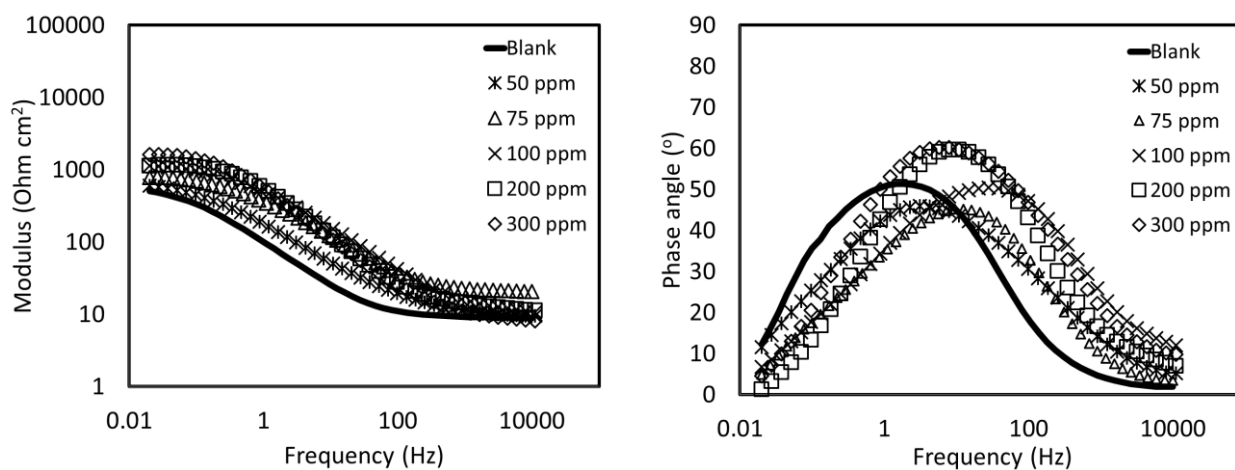 100000
10000
1000
100
10
1
0.01
1
100
10000
Modulus (Ohm cm²)
Frequency (Hz)
Blank
50 ppm
75 ppm
100 ppm
200 ppm
300 ppm
90
80
70
60
50
40
30
20
10
0
0.01
1
100
10000
Phase angle (°)
Frequency (Hz)
Blank
50 ppm
75 ppm
100 ppm
200 ppm
300 ppm